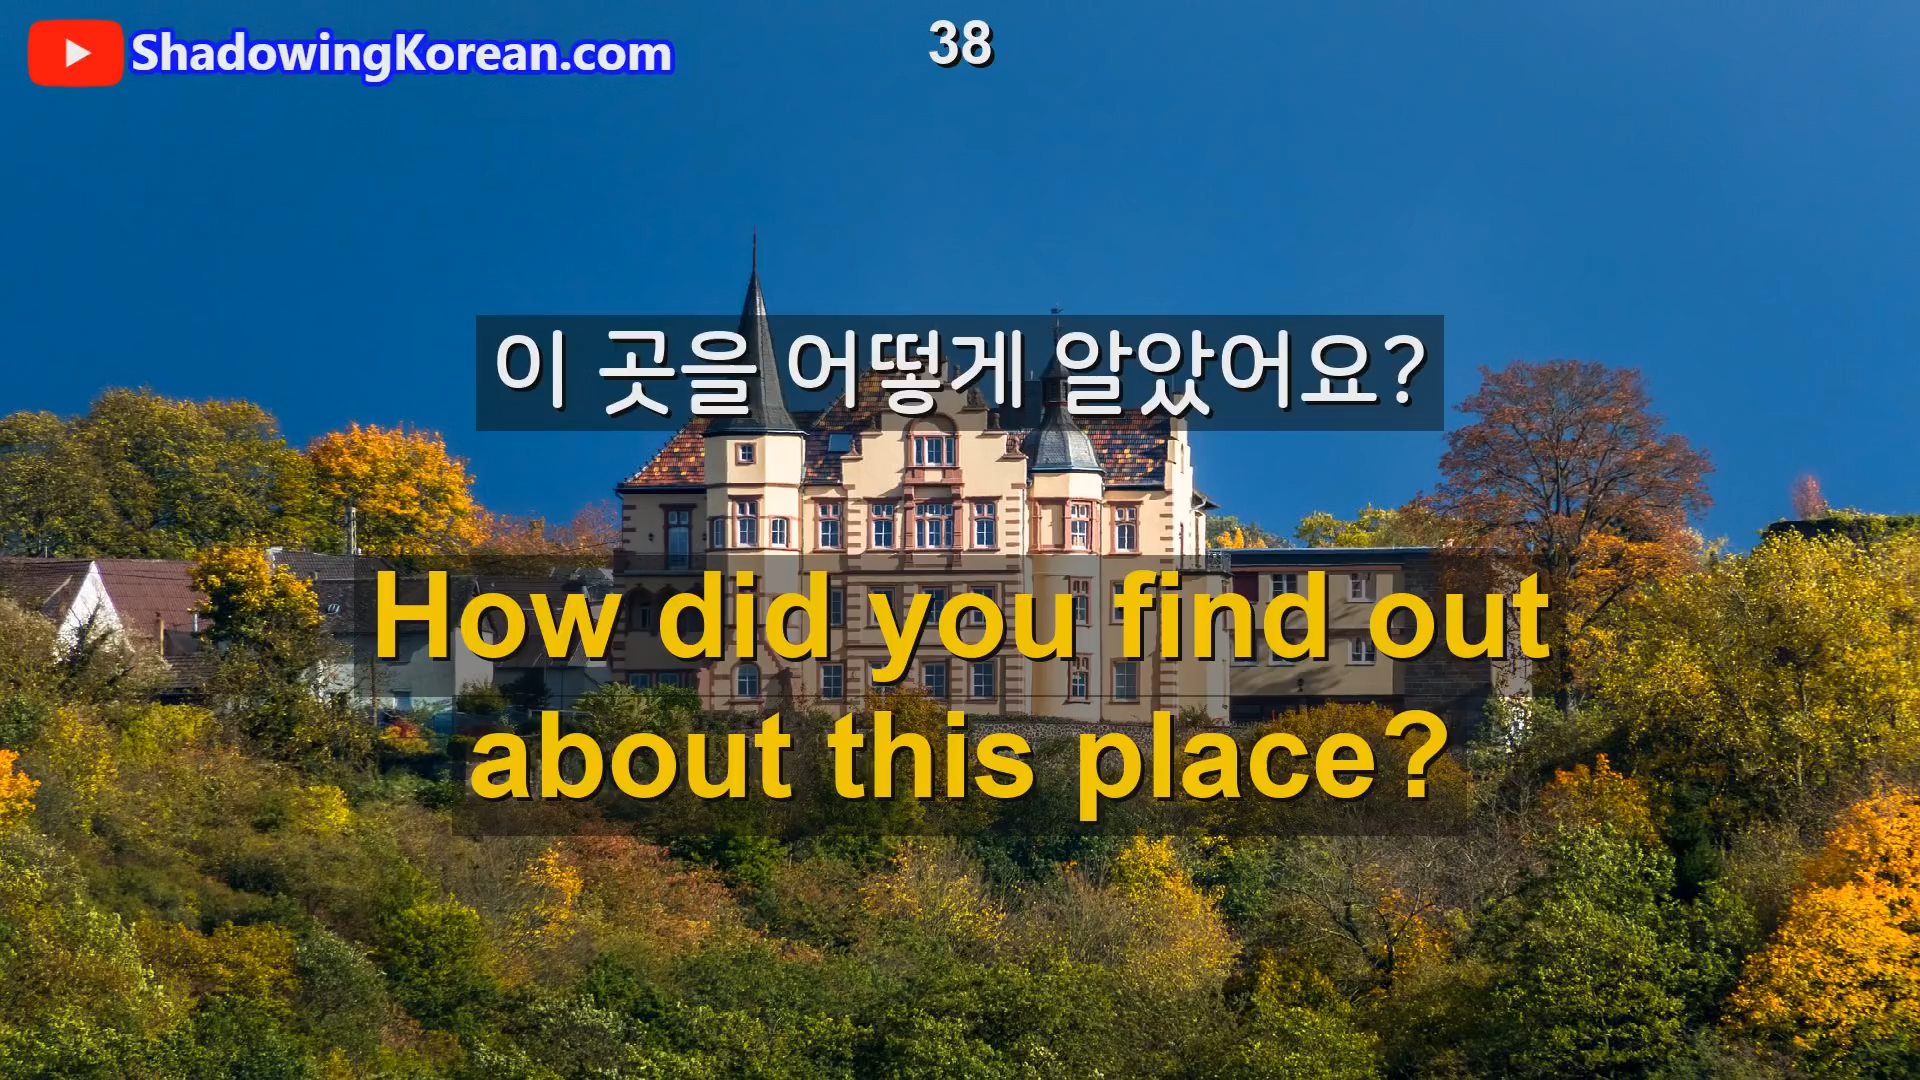 ShadowingKorean.com
38
이 곳을 어떻게 알았어요?
How did you find out
about this place?